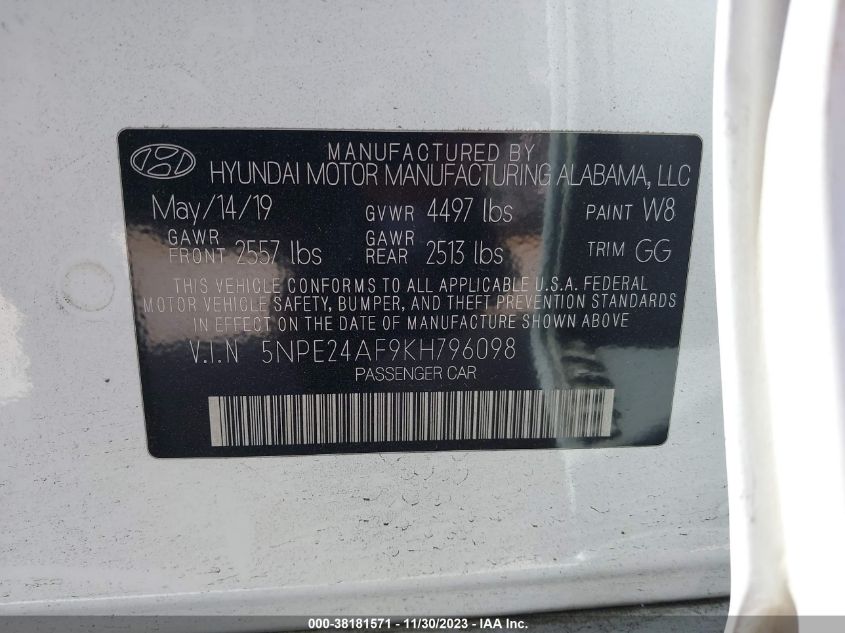 MANUFACTURED BY
HYUNDAI MOTOR MANUFACTURING ALABAMA, LLC
May/14/19 GVWR 4497 lbs PAINT W8
GAWR FRONT 2557 lbs GAWR REAR 2513 lbs TRIM GG
THIS VEHICLE CONFORMS TO ALL APPLICABLE U.S.A. FEDERAL
MOTOR VEHICLE SAFETY, BUMPER, AND THEFT PREVENTION STANDARDS
IN EFFECT ON THE DATE OF MANUFACTURE SHOWN ABOVE
V.I.N 5NPE24AF9KH796098
PASSENGER CAR
000-38181571 - 11/30/2023 - Copyright © 2023 IAA, Inc.